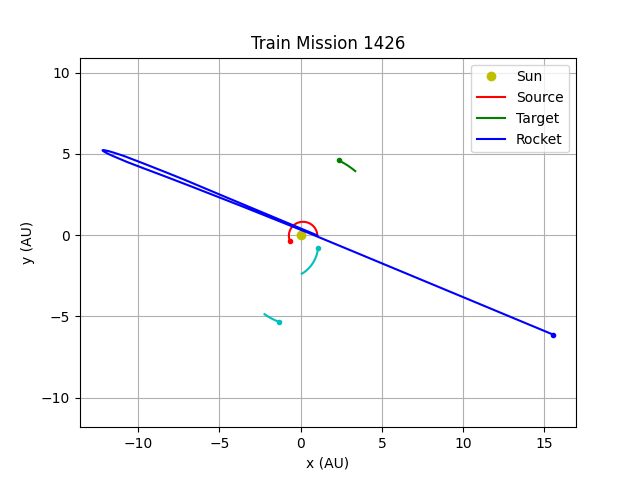 Train Mission 1426
Sun
Source
Target
Rocket
10
5
0
−5
−10
y (AU)
−10
−5
0
5
10
15
x (AU)